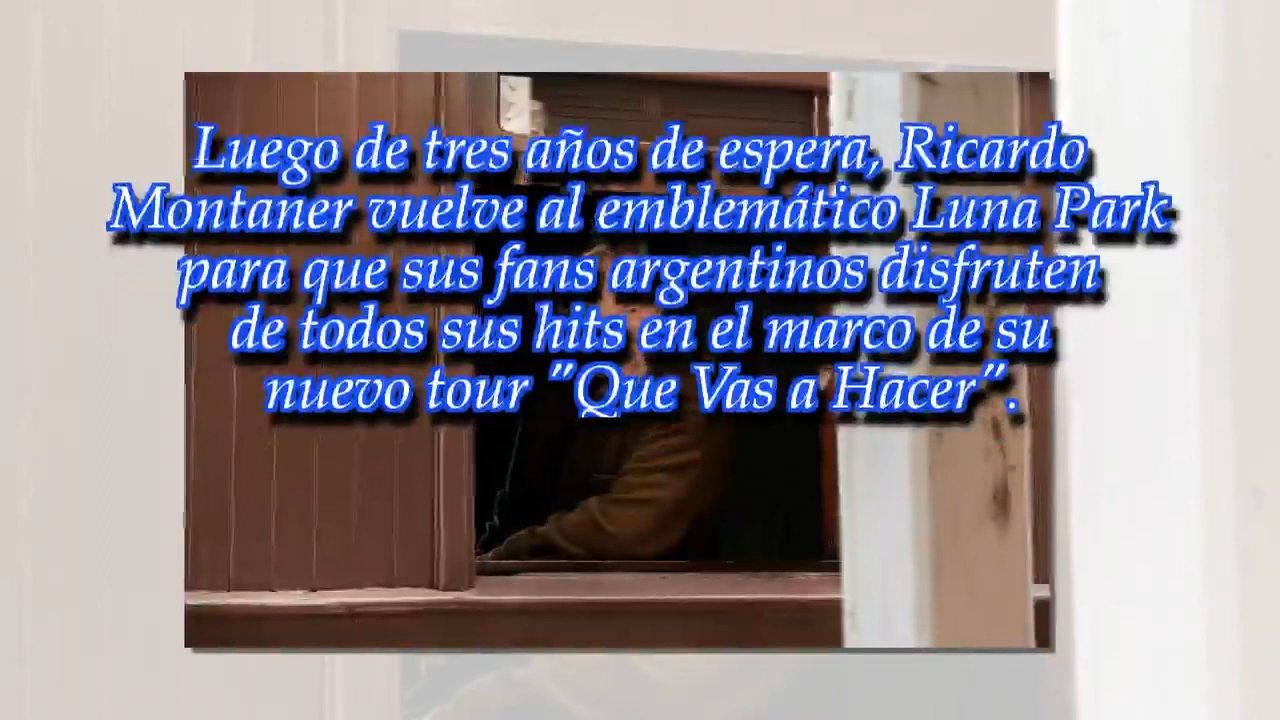 Luego de tres años de espera, Ricardo
Montaner vuelve al emblemático Luna Park
para que sus fans argentinos disfruten
de todos sus hits en el marco de su
nuevo tour "Que Vas a Hacer".